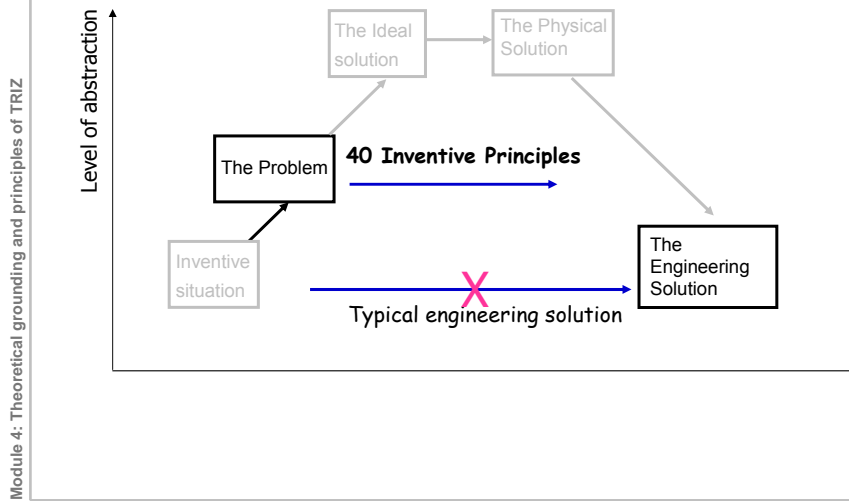 Module 4: Theoretical grounding and principles of TRIZ
Level of abstraction
The Ideal
solution
The Physical
Solution
The Problem
40 Inventive Principles
Inventive
situation
The
Engineering
Solution
X
Typical engineering solution